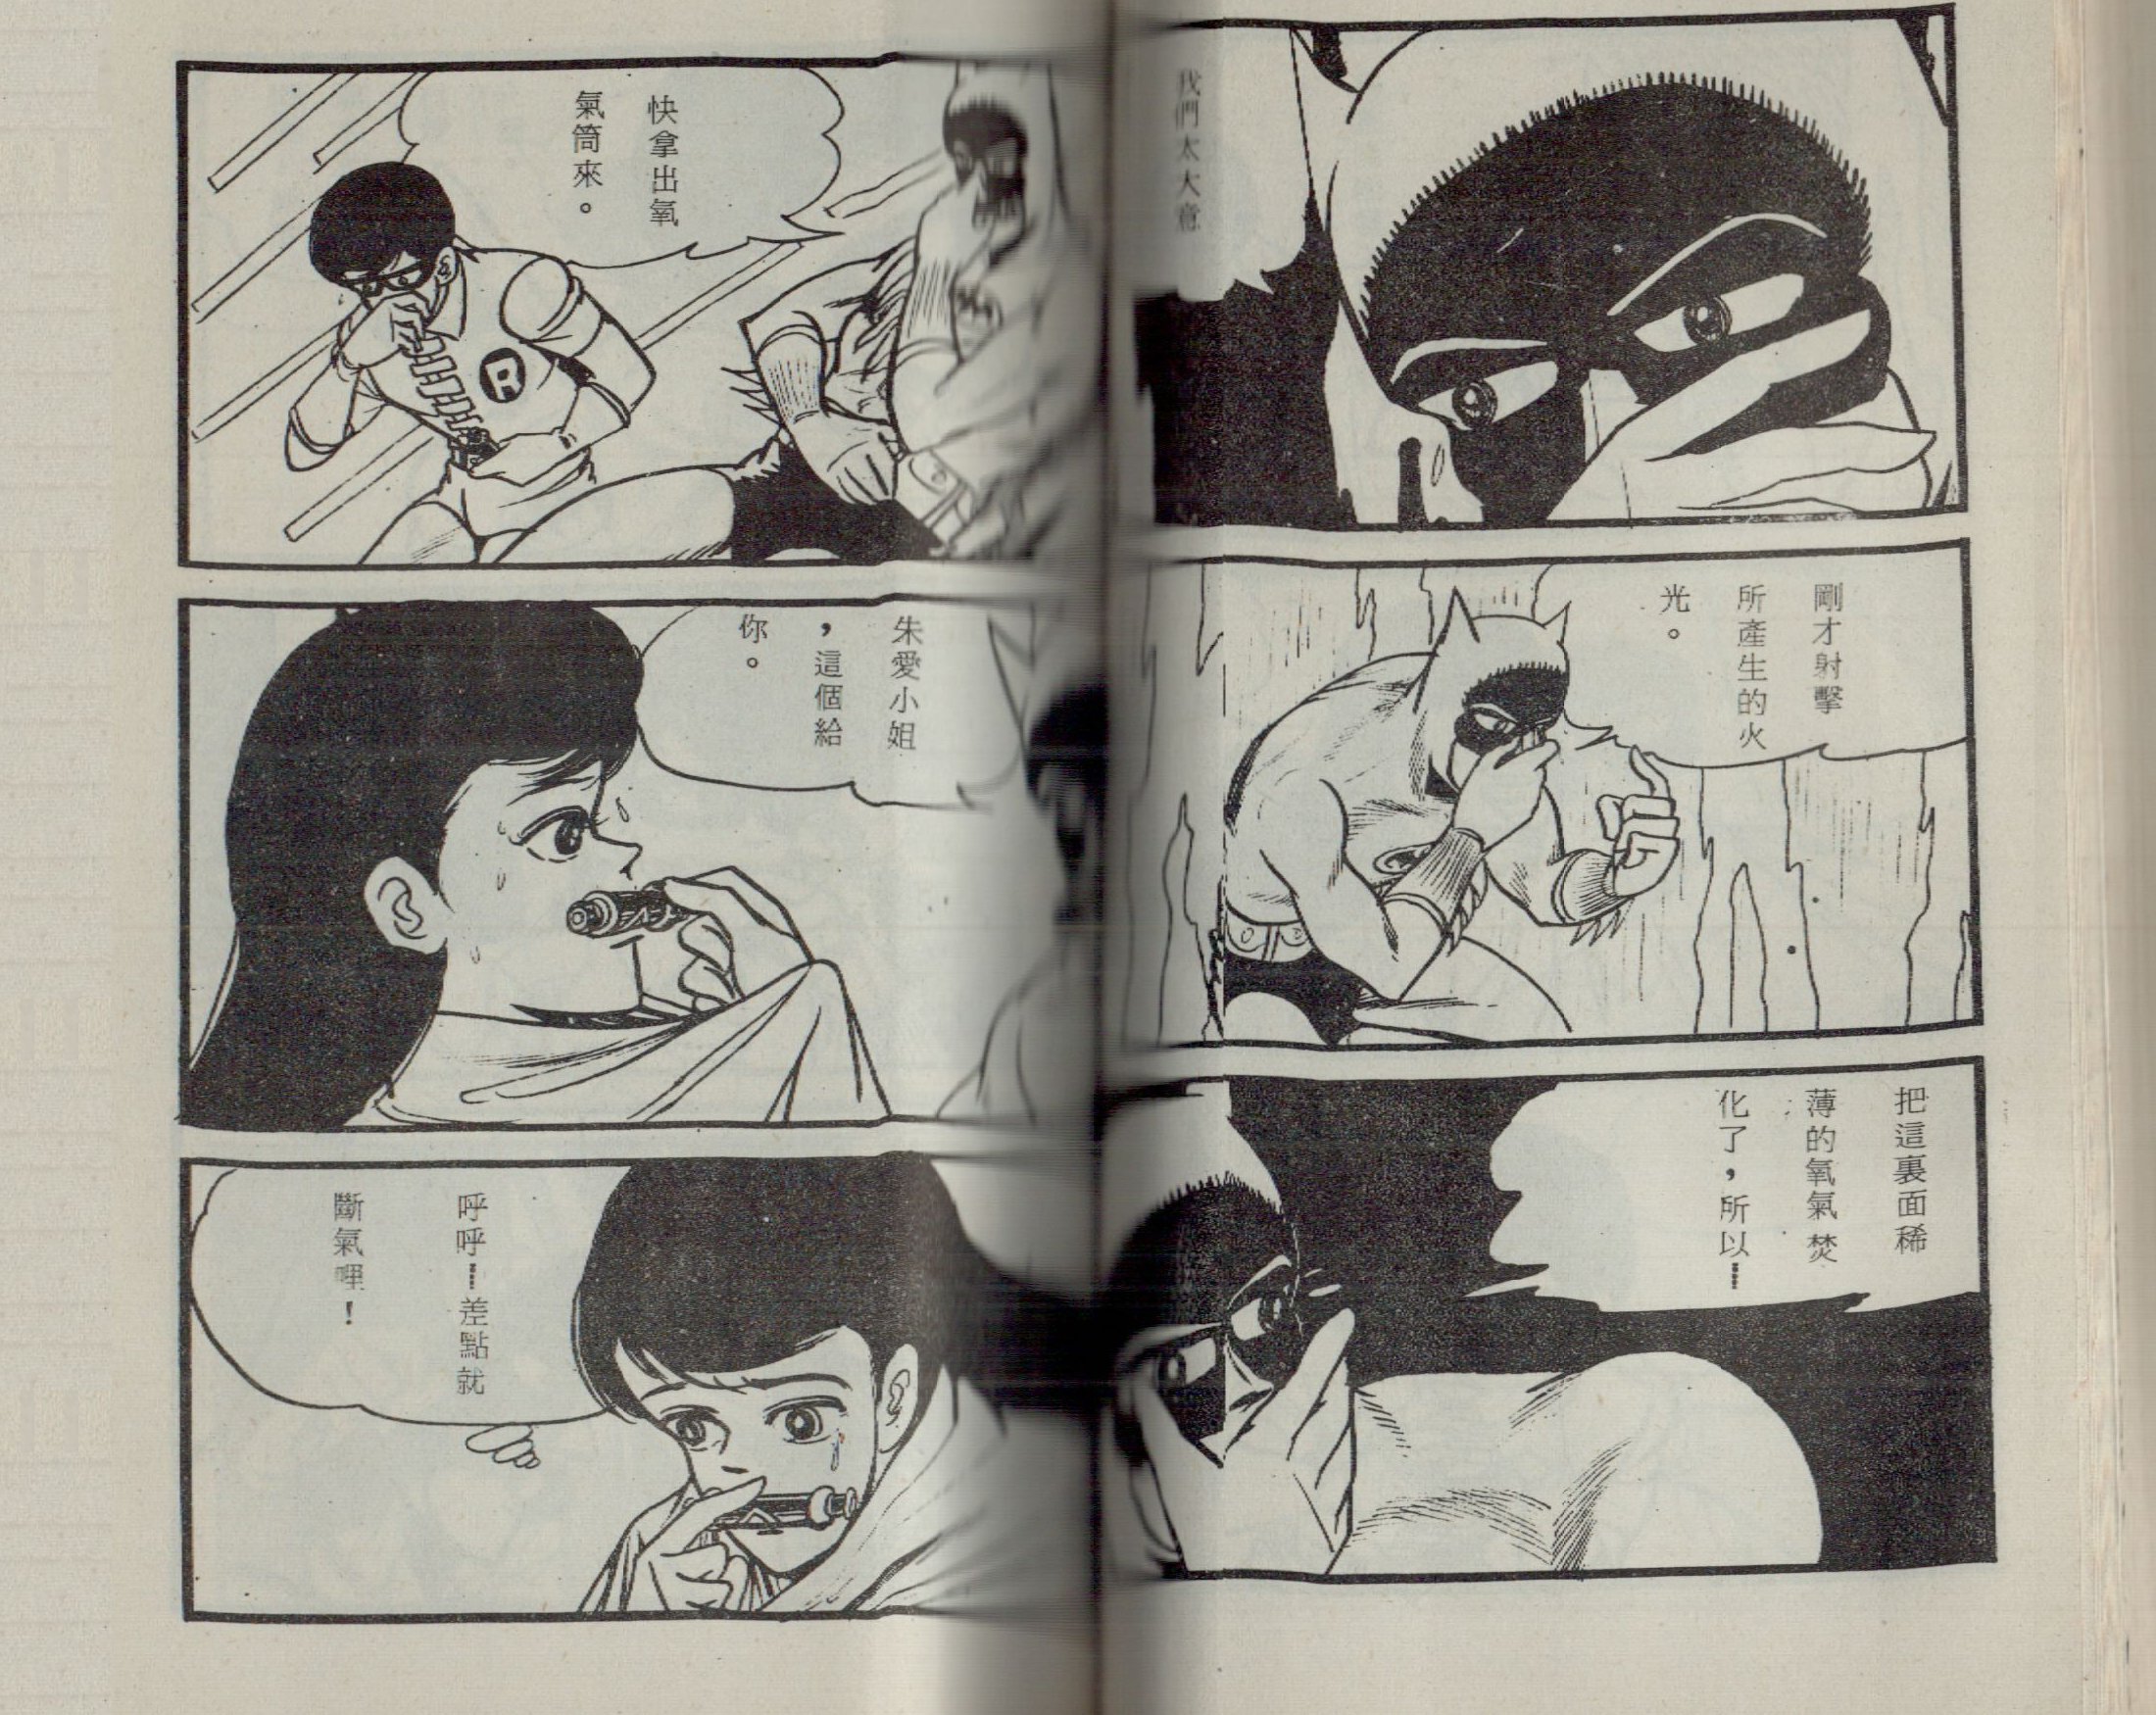 我們太大意
剛才射擊
所產生的火
光。
把這裏面稀
薄的氧氣焚
化了，所以……
快拿出氧
氣筒來。
R
朱愛小姐
，這個給
你。
呼呼……差點就
斷氣哩！